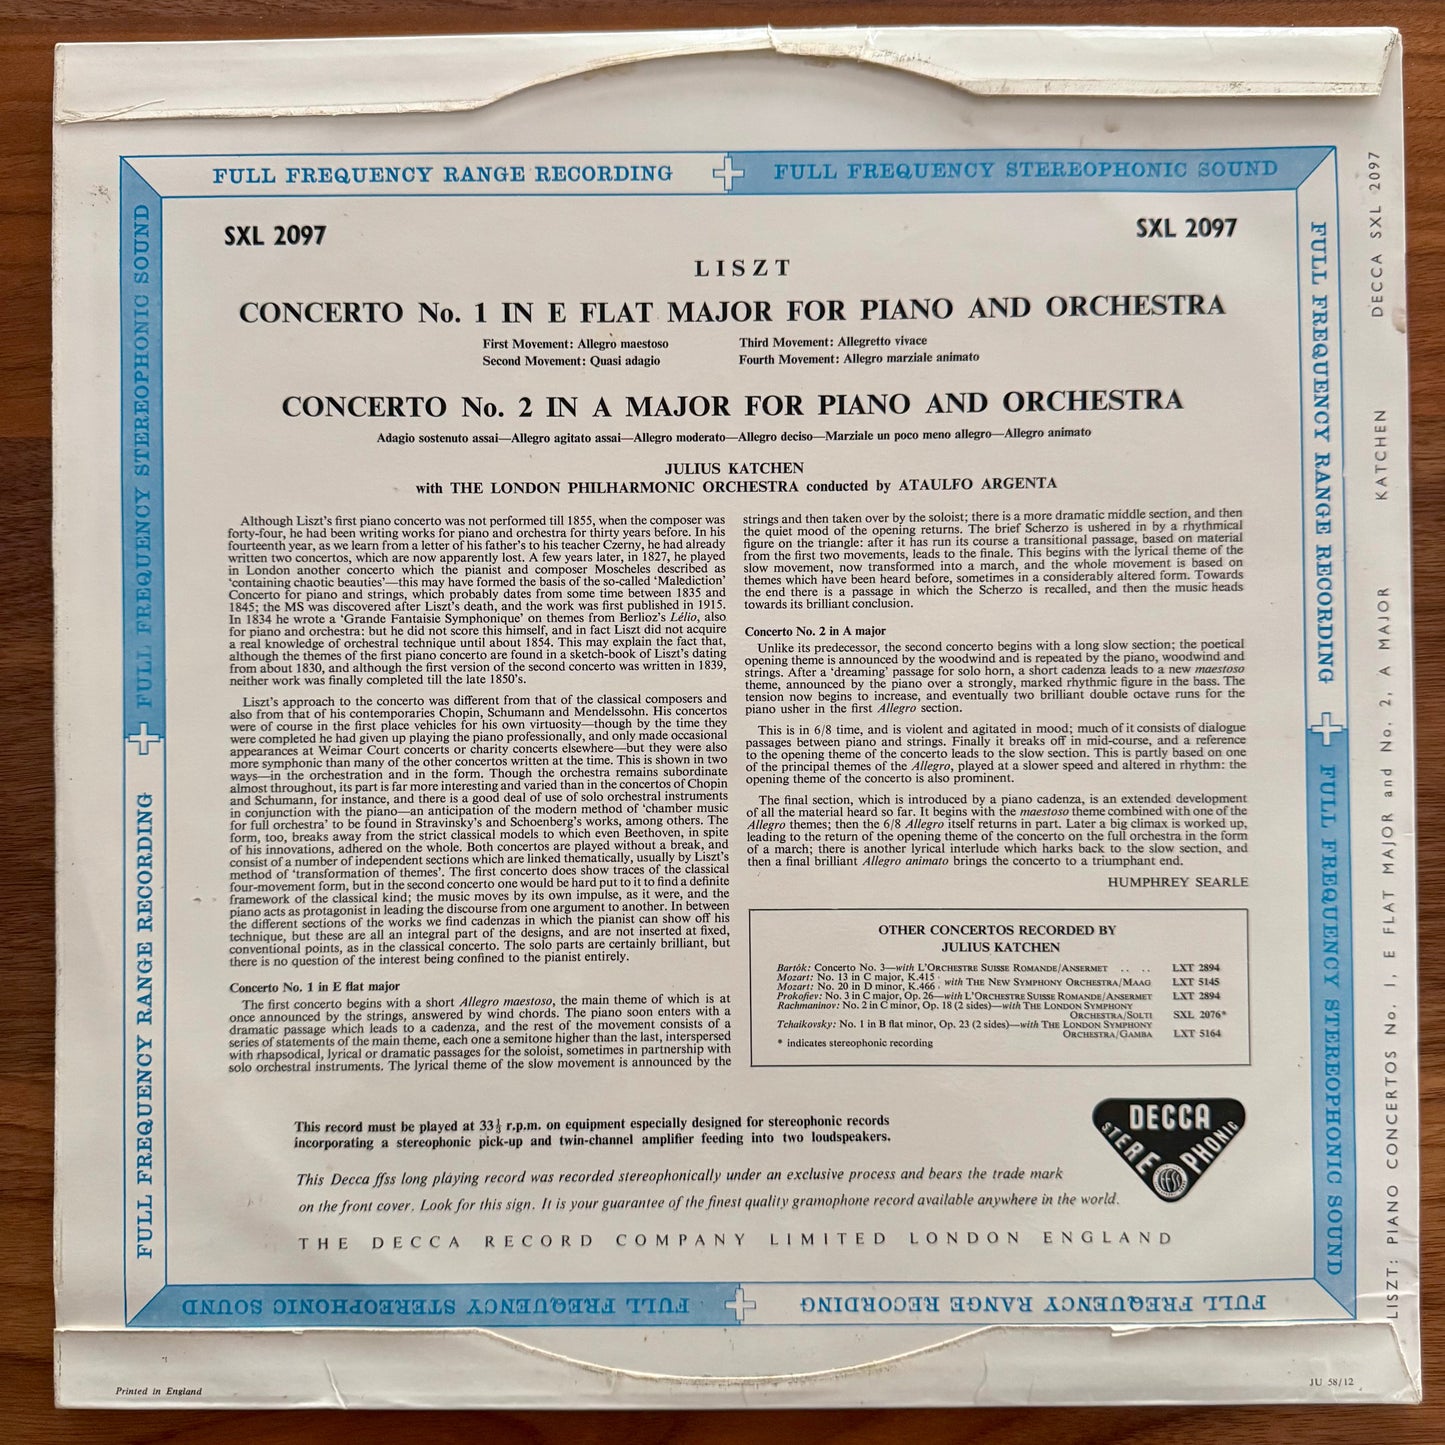 FULL FREQUENCY RANGE RECORDING
FULL FREQUENCY STEREOPHONIC SOUND
SXL 2097
SXL 2097
LISZT
CONCERTO No. 1 IN E FLAT MAJOR FOR PIANO AND ORCHESTRA
First Movement: Allegro maestoso
Third Movement: Allegretto vivace
Second Movement: Quasi adagio
Fourth Movement: Allegro marziale animato
CONCERTO No. 2 IN A MAJOR FOR PIANO AND ORCHESTRA
Adagio sostenuto assai—Allegro agitato assai—Allegro moderato—Allegro deciso—Marziale un poco meno allegro—Allegro animato
JULIUS KATCHEN
with THE LONDON PHILHARMONIC ORCHESTRA conducted by ATAULFO ARGENTA
Although Liszt's first piano concerto was not performed till 1855, when the composer was
forty-four, he had been writing works for piano and orchestra for thirty years before. In his
fourteenth year, as we learn from a letter of his father's to his teacher Czerny, he had already
written two concertos, which are now apparently lost. A few years later, in 1827, he played
in London another concerto which the pianist and composer Moscheles described as
'containing chaotic beauties'—this may have formed the basis of the so-called 'Malédiction'
Concerto for piano and strings, which probably dates from some time between 1835 and
1845; the MS was discovered after Liszt's death, and the work was first published in 1915.
In 1834 he wrote a 'Grande Fantaisie Symphonique' on themes from Berlioz's Lélio, also
for piano and orchestra: but he did not score this himself, and in fact Liszt did not acquire
a real knowledge of orchestral technique until about 1854. This may explain the fact that,
although the themes of the first piano concerto are found in a sketch-book of Liszt's dating
from about 1830, and although the first version of the second concerto was written in 1839,
neither work was finally completed till the late 1850's.
Liszt's approach to the concerto was different from that of the classical composers and
also from that of his contemporaries Chopin, Schumann and Mendelssohn. His concertos
were of course in the first place vehicles for his own virtuosity—though by the time they
were completed he had given up playing the piano professionally, and only made occasional
appearances at Weimar Court concerts or charity concerts elsewhere—but they were also
more symphonic than many of the other concertos written at the time. This is shown in two
ways—in the orchestration and in the form. Though the orchestra remains subordinate
almost throughout, its part is far more interesting and varied than in the concertos of Chopin
and Schumann, for instance, and there is a good deal of use of solo orchestral instruments
in conjunction with the piano—an anticipation of the modern method of 'chamber music
for full orchestra' to be found in Stravinsky's and Schoenberg's works, among others. The
form, too, breaks away from the strict classical models to which even Beethoven, in spite
of his innovations, adhered on the whole. Both concertos are played without a break, and
consist of a number of independent sections which are linked thematically, usually by Liszt's
method of 'transformation of themes'. The first concerto does show traces of the classical
four-movement form, but in the second concerto one would be hard put to it to find a definite
framework of the classical kind; the music moves by its own impulse, as it were, and the
piano acts as protagonist in leading the discourse from one argument to another. In between
the different sections of the works we find cadenzas in which the pianist can show off his
technique, but these are all an integral part of the designs, and are not inserted at fixed,
conventional points, as in the classical concerto. The solo parts are certainly brilliant, but
there is no question of the interest being confined to the pianist entirely.
Concerto No. 1 in E flat major
The first concerto begins with a short Allegro maestoso, the main theme of which is at
once announced by the strings, answered by wind chords. The piano soon enters with a
dramatic passage which leads to a cadenza, and the rest of the movement consists of a
series of statements of the main theme, each one a semitone higher than the last, interspersed
with rhapsodical, lyrical or dramatic passages for the soloist, sometimes in partnership with
solo orchestral instruments. The lyrical theme of the slow movement is announced by the
strings and then taken over by the soloist; there is a more dramatic middle section, and then
the quiet mood of the opening returns. The brief Scherzo is ushered in by a rhythmical
figure on the triangle: after it has run its course a transitional passage, based on material
from the first two movements, leads to the finale. This begins with the lyrical theme of the
slow movement, now transformed into a march, and the whole movement is based on
themes which have been heard before, sometimes in a considerably altered form. Towards
the end there is a passage in which the Scherzo is recalled, and then the music heads
towards its brilliant conclusion.
Concerto No. 2 in A major
Unlike its predecessor, the second concerto begins with a long slow section; the poetical
opening theme is announced by the woodwind and is repeated by the piano, woodwind and
strings. After a 'dreaming' passage for solo horn, a short cadenza leads to a new maestoso
theme, announced by the piano over a strongly, marked rhythmic figure in the bass. The
tension now begins to increase, and eventually two brilliant double octave runs for the
piano usher in the first Allegro section.
This is in 6/8 time, and is violent and agitated in mood; much of it consists of dialogue
passages between piano and strings. Finally it breaks off in mid-course, and a reference
to the opening theme of the concerto leads to the slow section. This is partly based on one
of the principal themes of the Allegro, played at a slower speed and altered in rhythm: the
opening theme of the concerto is also prominent.
The final section, which is introduced by a piano cadenza, is an extended development
of all the material heard so far. It begins with the maestoso theme combined with one of the
Allegro themes; then the 6/8 Allegro itself returns in part. Later a big climax is worked up,
leading to the return of the opening theme of the concerto on the full orchestra in the form
of a march; there is another lyrical interlude which harks back to the slow section, and
then a final brilliant Allegro animato brings the concerto to a triumphant end.
HUMPHREY SEARLE
OTHER CONCERTOS RECORDED BY
JULIUS KATCHEN
Bartók: Concerto No. 3—with L'ORCHESTRE SUISSE ROMANDE/ANSERMET .. .. LXT 2894
Mozart: No. 13 in C major, K.415
Mozart: No. 20 in D minor, K.466 with THE NEW SYMPHONY ORCHESTRA/MAAG LXT 5145
Prokofiev: No. 3 in C major, Op. 26—with L'ORCHESTRE SUISSE ROMANDE/ANSERMET LXT 2894
Rachmaninov: No. 2 in C minor, Op. 18 (2 sides)—with THE LONDON SYMPHONY
ORCHESTRA/SOLTI SXL 2076*
Tchaikovsky: No. 1 in B flat minor, Op. 23 (2 sides)—with THE LONDON SYMPHONY
ORCHESTRA/GAMBA LXT 5164
* indicates stereophonic recording
This record must be played at 33⅓ r.p.m. on equipment especially designed for stereophonic records
incorporating a stereophonic pick-up and twin-channel amplifier feeding into two loudspeakers.
This Decca ffss long playing record was recorded stereophonically under an exclusive process and bears the trade mark
on the front cover. Look for this sign. It is your guarantee of the finest quality gramophone record available anywhere in the world.
THE DECCA RECORD COMPANY LIMITED LONDON ENGLAND
DECCA
STEREOPHONIC
FFSS
FULL FREQUENCY RANGE RECORDING
FULL FREQUENCY STEREOPHONIC SOUND
FULL FREQUENCY RANGE RECORDING
FULL FREQUENCY STEREOPHONIC SOUND
FULL FREQUENCY RANGE RECORDING
FULL FREQUENCY STEREOPHONIC SOUND
LISZT: PIANO CONCERTOS No. 1, E FLAT MAJOR and No. 2, A MAJOR KATCHEN DECCA SXL 2097
Printed in England
JU 58/12